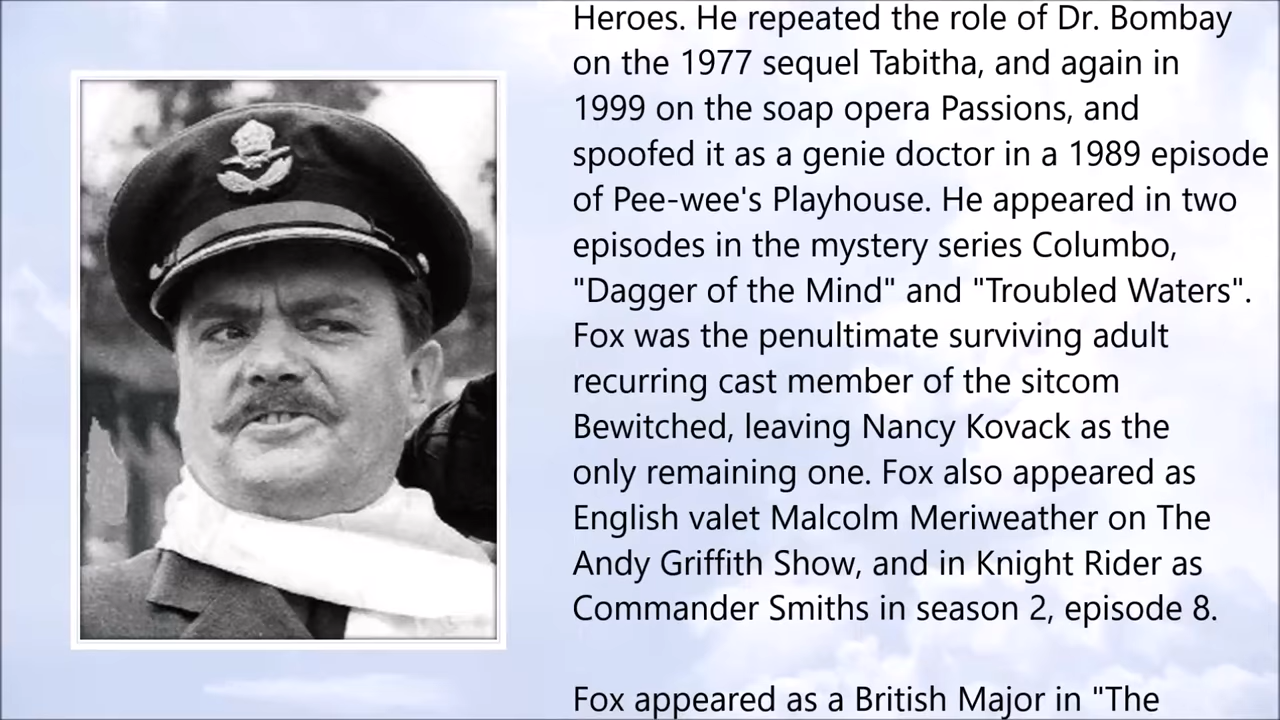 Heroes. He repeated the role of Dr. Bombay
on the 1977 sequel Tabitha, and again in
1999 on the soap opera Passions, and
spoofed it as a genie doctor in a 1989 episode
of Pee-wee's Playhouse. He appeared in two
episodes in the mystery series Columbo,
"Dagger of the Mind" and "Troubled Waters".
Fox was the penultimate surviving adult
recurring cast member of the sitcom
Bewitched, leaving Nancy Kovack as the
only remaining one. Fox also appeared as
English valet Malcolm Meriweather on The
Andy Griffith Show, and in Knight Rider as
Commander Smiths in season 2, episode 8.
Fox appeared as a British Major in "The